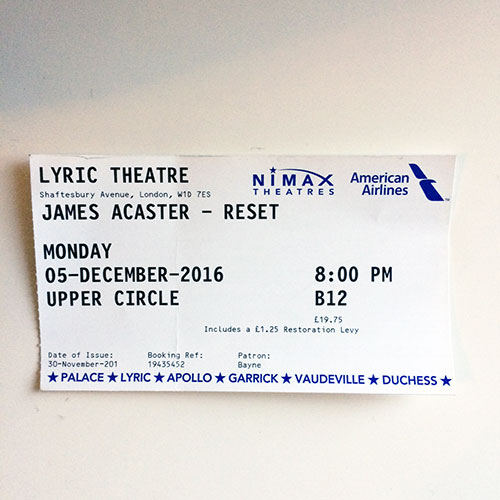 LYRIC THEATRE
Shaftesbury Avenue, London, W1D 7ES
NiMAX
THEATRES
American
Airlines
JAMES ACASTER - RESET
MONDAY
05-DECEMBER-2016 8:00 PM
UPPER CIRCLE B12
£19.75
Includes a £1.25 Restoration Levy
Date of Issue: Booking Ref: Patron:
30-November-201 19435452 Bayne
★ PALACE ★ LYRIC ★ APOLLO ★ GARRICK ★ VAUDEVILLE ★ DUCHESS ★